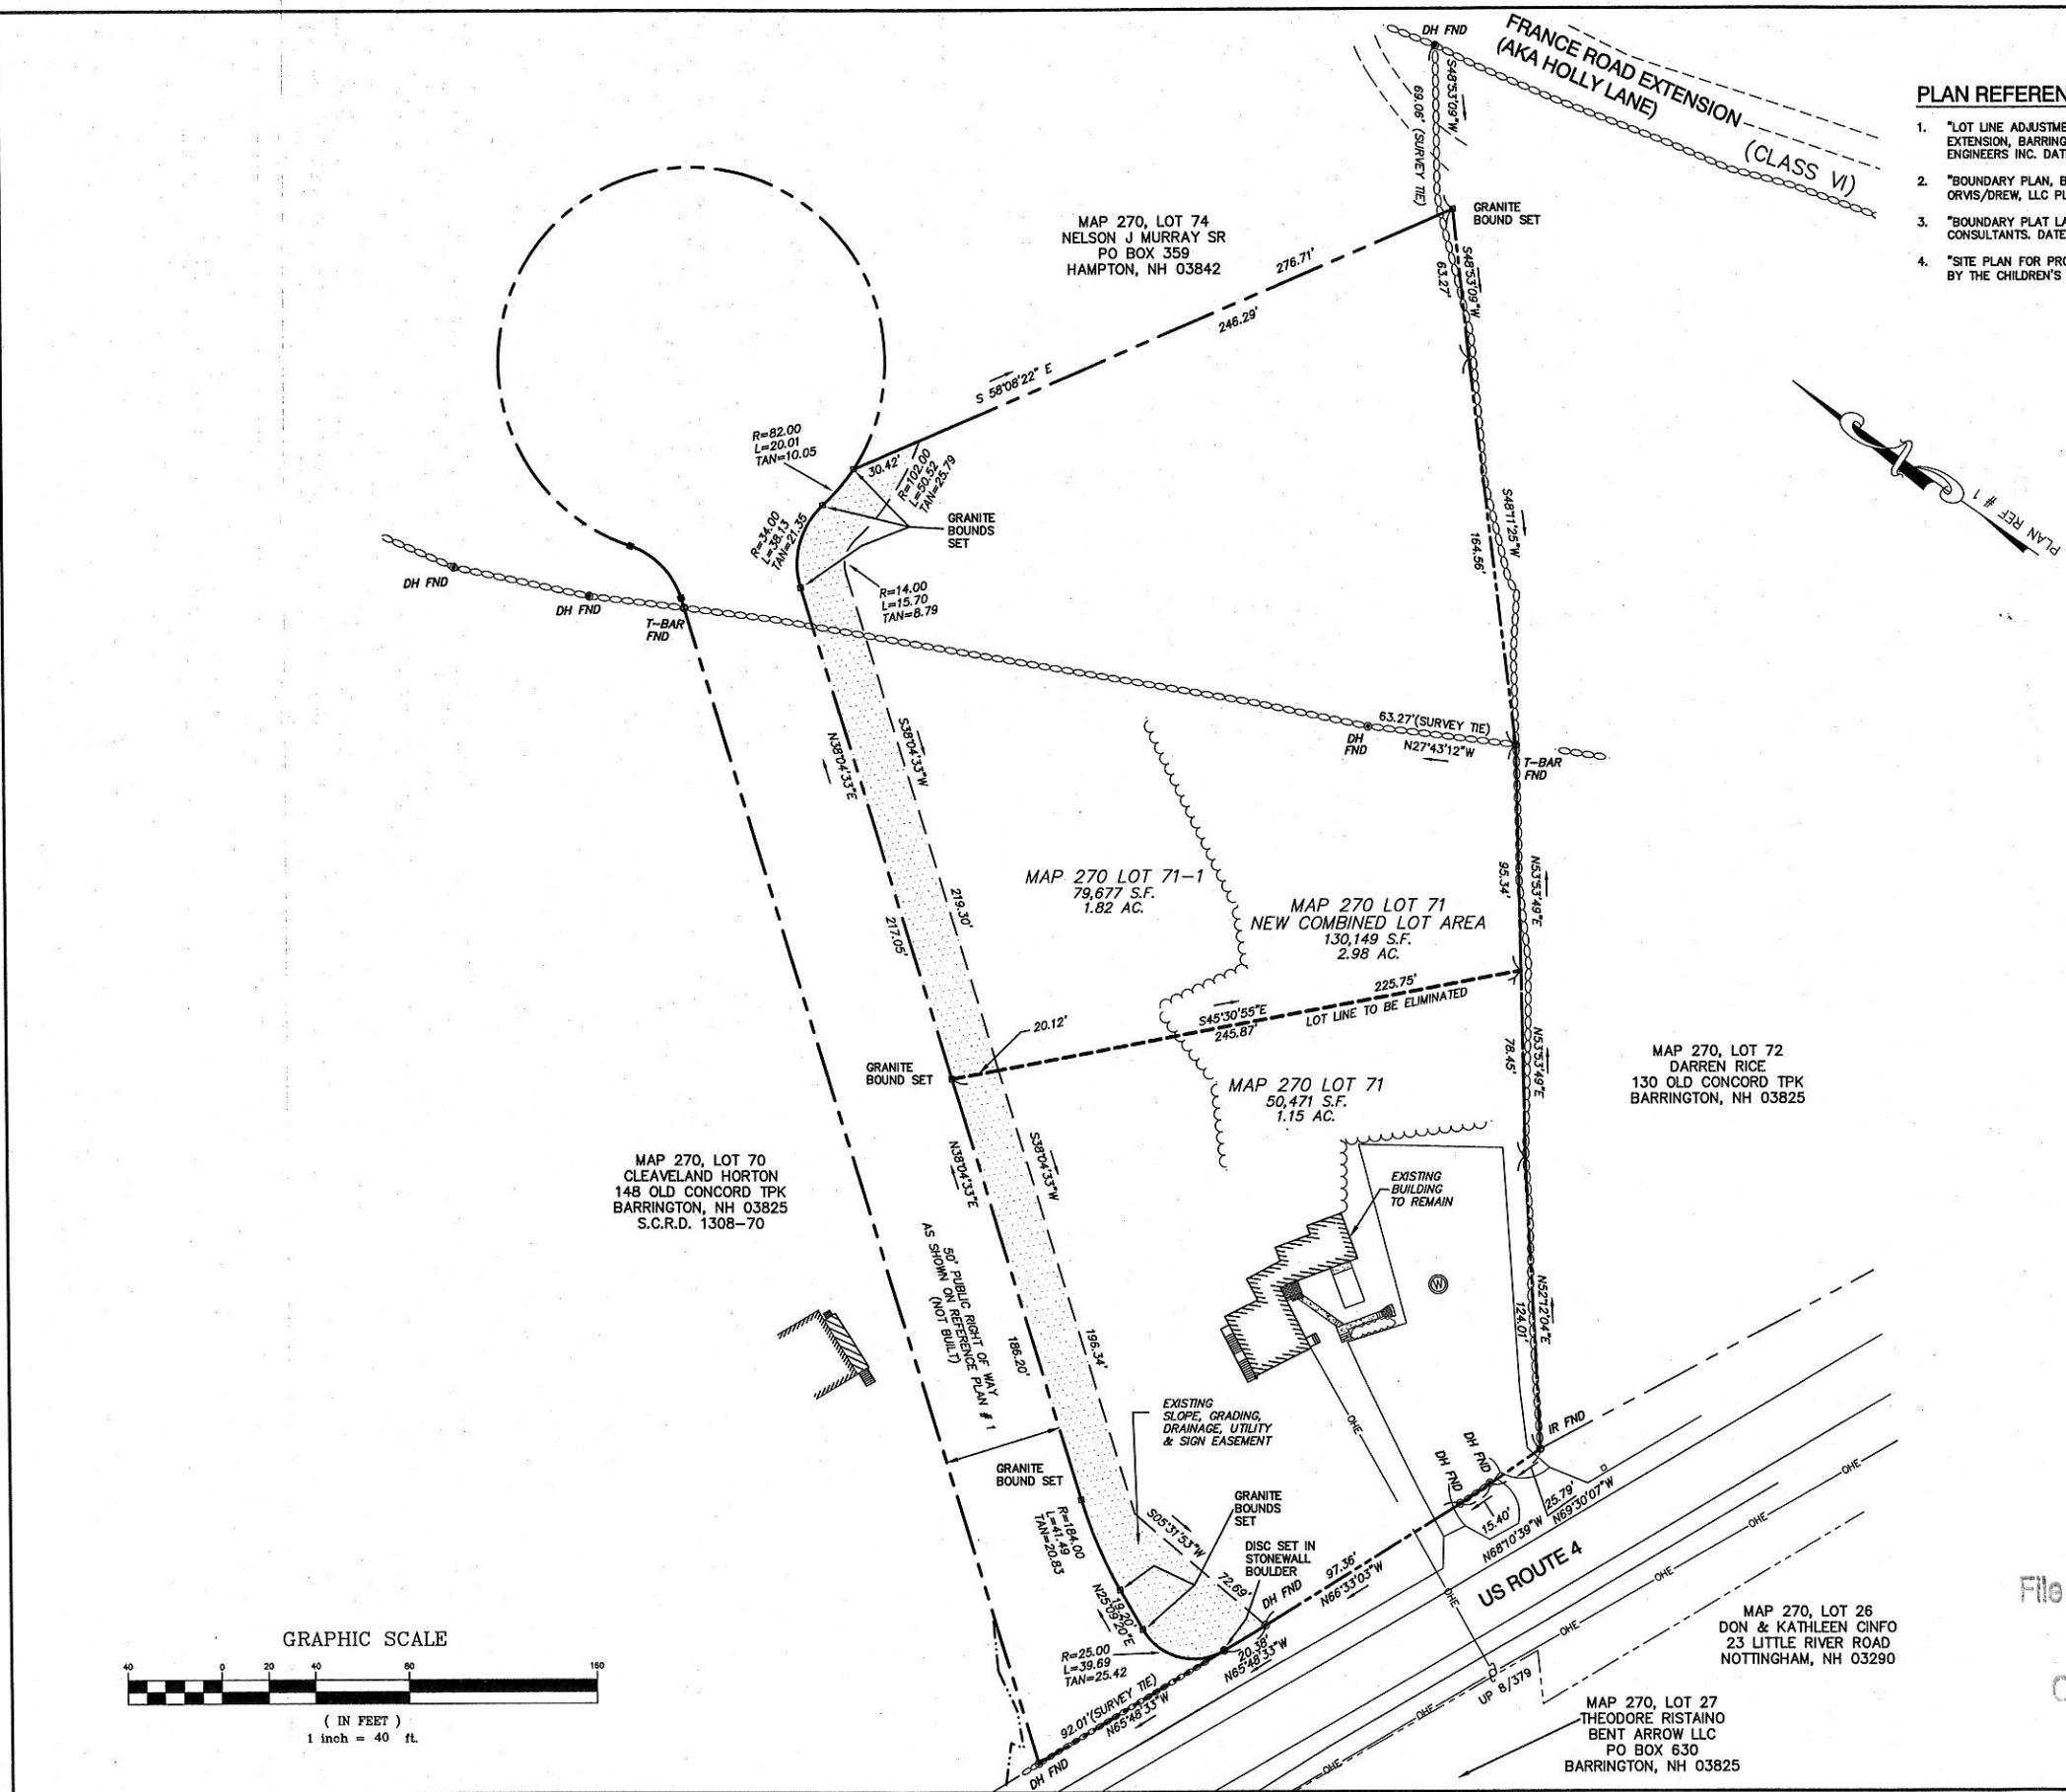 FRANCE ROAD EXTENSION
(AKA HOLLY LANE)
(CLASS VI)
DH FND
S48°53'09"W
69.06' (SURVEY TIE)
PLAN REFEREN
1. "LOT LINE ADJUSTME
EXTENSION, BARRING
ENGINEERS INC. DAT
2. "BOUNDARY PLAN, B
ORVIS/DREW, LLC PL
3. "BOUNDARY PLAT LA
CONSULTANTS. DATE
4. "SITE PLAN FOR PRO
BY THE CHILDREN'S
MAP 270, LOT 74
NELSON J MURRAY SR
PO BOX 359
HAMPTON, NH 03842
GRANITE
BOUND SET
276.71'
246.29'
S 58°08'22" E
S48°53'09"W
63.27'
PLAN REF # 1
R=82.00
L=20.01
TAN=10.05
30.42'
R=102.00
L=50.52
TAN=25.79
R=34.00
L=38.13
TAN=21.35
GRANITE
BOUNDS
SET
R=14.00
L=15.70
TAN=8.79
S48°11'25"W
164.56'
DH FND
DH FND
T-BAR
FND
63.27'(SURVEY TIE)
DH
FND
N27°43'12"W
T-BAR
FND
S38°04'33"W
N38°04'33"E
219.30'
217.05'
MAP 270 LOT 71-1
79,677 S.F.
1.82 AC.
MAP 270 LOT 71
NEW COMBINED LOT AREA
130,149 S.F.
2.98 AC.
N53°53'49"E
95.34'
225.75'
S45°30'55"E
LOT LINE TO BE ELIMINATED
245.87'
20.12'
GRANITE
BOUND SET
MAP 270 LOT 71
50,471 S.F.
1.15 AC.
N53°53'49"E
78.45'
MAP 270, LOT 72
DARREN RICE
130 OLD CONCORD TPK
BARRINGTON, NH 03825
MAP 270, LOT 70
CLEAVELAND HORTON
148 OLD CONCORD TPK
BARRINGTON, NH 03825
S.C.R.D. 1308-70
N38°04'33"E
S38°04'33"W
EXISTING
BUILDING
TO REMAIN
W
50' PUBLIC RIGHT OF WAY
AS SHOWN ON REFERENCE PLAN # 1
(NOT BUILT)
186.20'
196.34'
N52°12'04"E
124.01'
EXISTING
SLOPE, GRADING,
DRAINAGE, UTILITY
& SIGN EASEMENT
OHE
IR FND
DH FND
DH FND
GRANITE
BOUND SET
R=184.00
L=41.49
TAN=20.83
GRANITE
BOUNDS
SET
S05°31'53"W
72.69'
DISC SET IN
STONEWALL
BOULDER
DH FND
97.36'
N66°33'03"W
15.40'
N68°10'39"W
25.79'
N69°30'07"W
US ROUTE 4
OHE
OHE
OHE
OHE
OHE
OHE
OHE
19.20'
N25°09'20"E
R=25.00
L=39.69
TAN=25.42
20.38'
N65°48'33"W
92.01'(SURVEY TIE)
N65°48'33"W
DH FND
UP 8/379
MAP 270, LOT 26
DON & KATHLEEN CINFO
23 LITTLE RIVER ROAD
NOTTINGHAM, NH 03290
MAP 270, LOT 27
THEODORE RISTAINO
BENT ARROW LLC
PO BOX 630
BARRINGTON, NH 03825
File
GRAPHIC SCALE
40 0 20 40 80 160
( IN FEET )
1 inch = 40 ft.